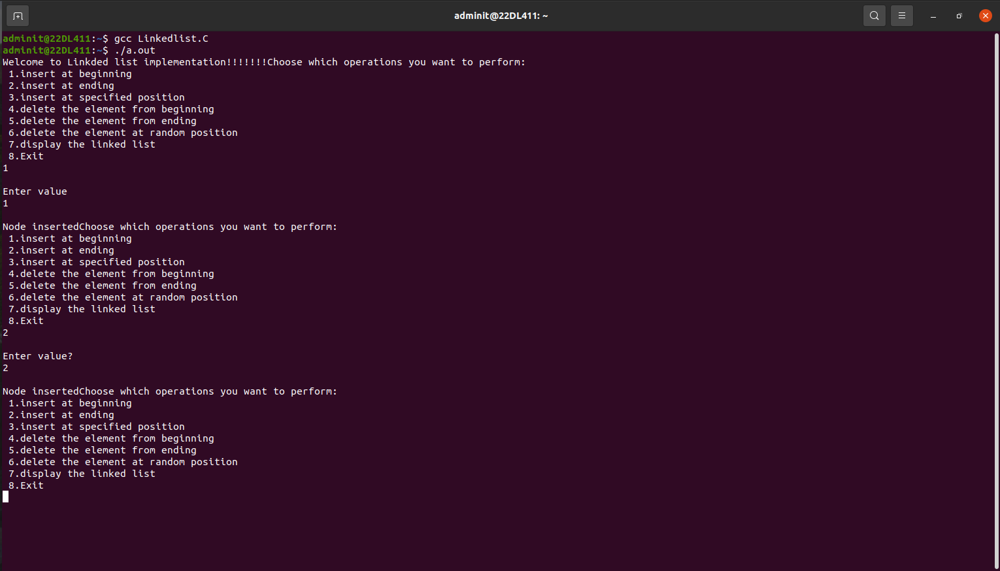 adminit@22DL411: ~
adminit@22DL411:~$ gcc Linkedlist.C
adminit@22DL411:~$ ./a.out
Welcome to Linkded list implementation!!!!!!!Choose which operations you want to perform:
1.insert at beginning
2.insert at ending
3.insert at specified position
4.delete the element from beginning
5.delete the element from ending
6.delete the element at random position
7.display the linked list
8.Exit
1
Enter value
1
Node insertedChoose which operations you want to perform:
1.insert at beginning
2.insert at ending
3.insert at specified position
4.delete the element from beginning
5.delete the element from ending
6.delete the element at random position
7.display the linked list
8.Exit
2
Enter value?
2
Node insertedChoose which operations you want to perform:
1.insert at beginning
2.insert at ending
3.insert at specified position
4.delete the element from beginning
5.delete the element from ending
6.delete the element at random position
7.display the linked list
8.Exit